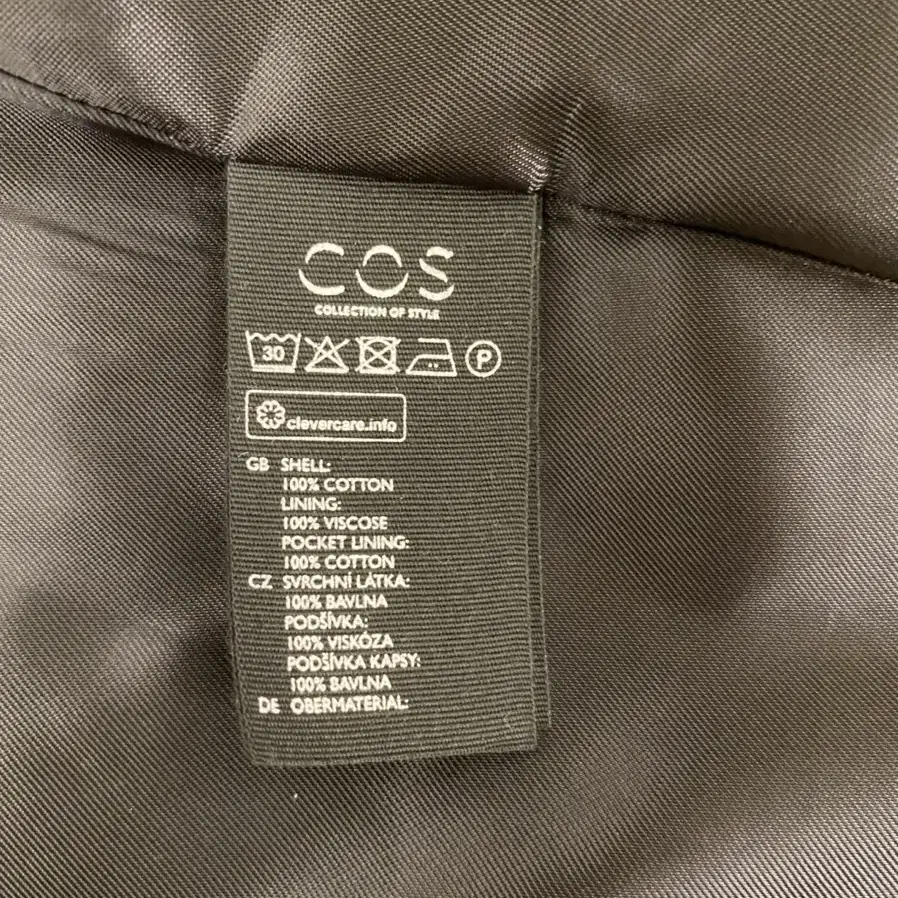 COS
COLLECTION OF STYLE
30 P
clevercare.info
GB SHELL:
100% COTTON
LINING:
100% VISCOSE
POCKET LINING:
100% COTTON
CZ SVRCHNÍ LÁTKA:
100% BAVLNA
PODŠÍVKA:
100% VISKÓZA
PODŠÍVKA KAPSY:
100% BAVLNA
DE OBERMATERIAL: